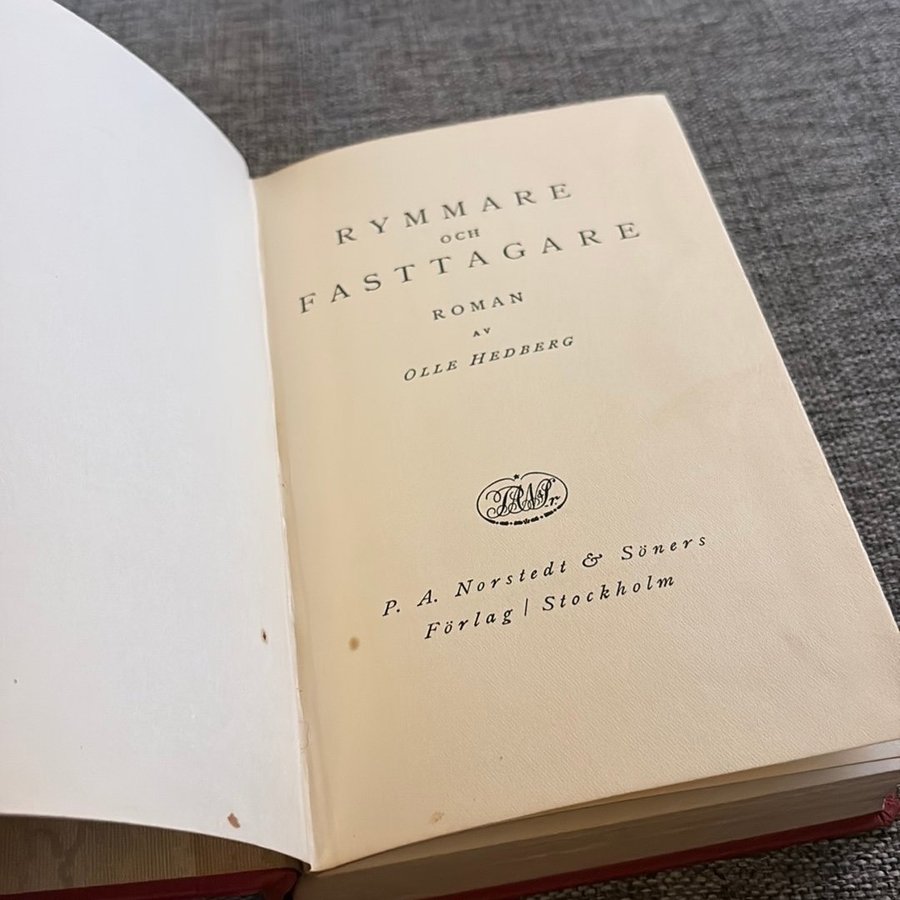 RYMMARE
OCH
FASTTAGARE
ROMAN
AV
OLLE HEDBERG
P. A. Norstedt & Söners
Förlag | Stockholm